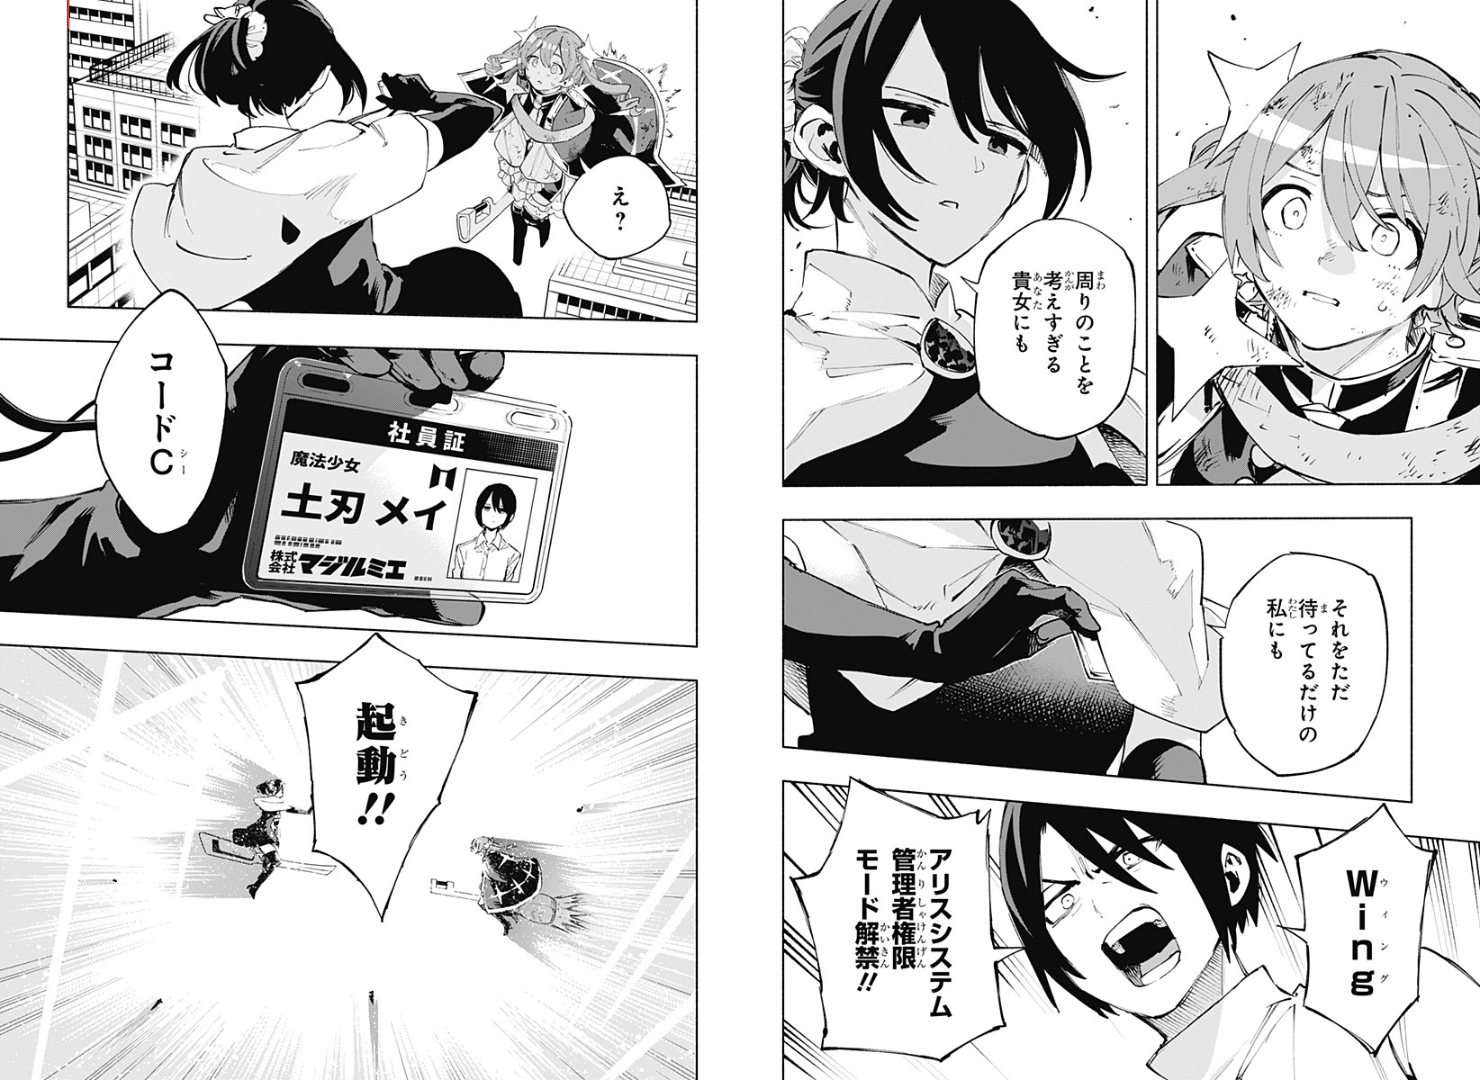 周りのことを
考えすぎる
貴女にも
それをただ
待ってるだけの
私にも
Wing
アリスシステム
管理者権限
モード解禁!!
え?
コードC
社員証
魔法少女
土刃 メイ
株式会社マジルミエ
起動!!